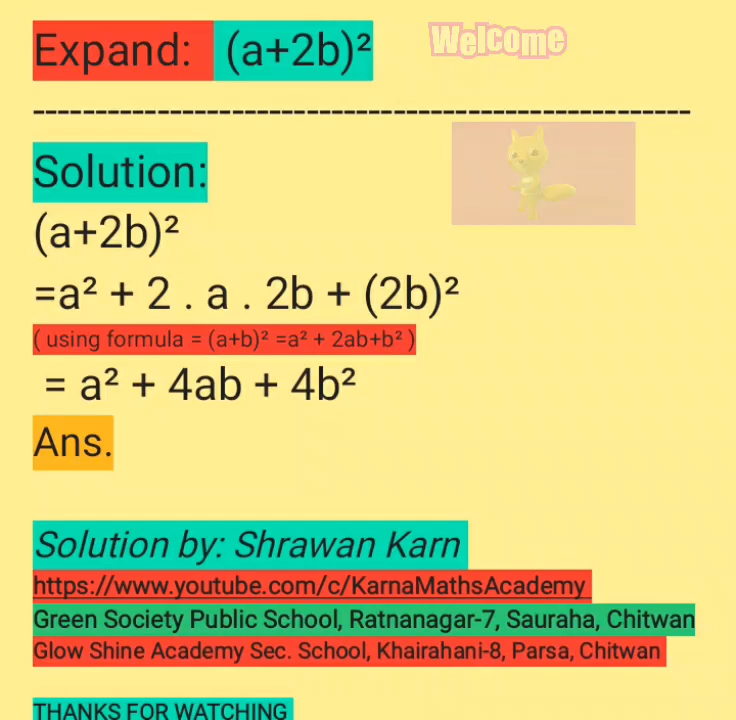 Expand: (a+2b)²
Welcome
------------------------------------------------------
Solution:
(a+2b)²
=a² + 2 . a . 2b + (2b)²
( using formula = (a+b)² =a² + 2ab+b² )
= a² + 4ab + 4b²
Ans.
Solution by: Shrawan Karn
https://www.youtube.com/c/KarnaMathsAcademy
Green Society Public School, Ratnanagar-7, Sauraha, Chitwan
Glow Shine Academy Sec. School, Khairahani-8, Parsa, Chitwan
THANKS FOR WATCHING